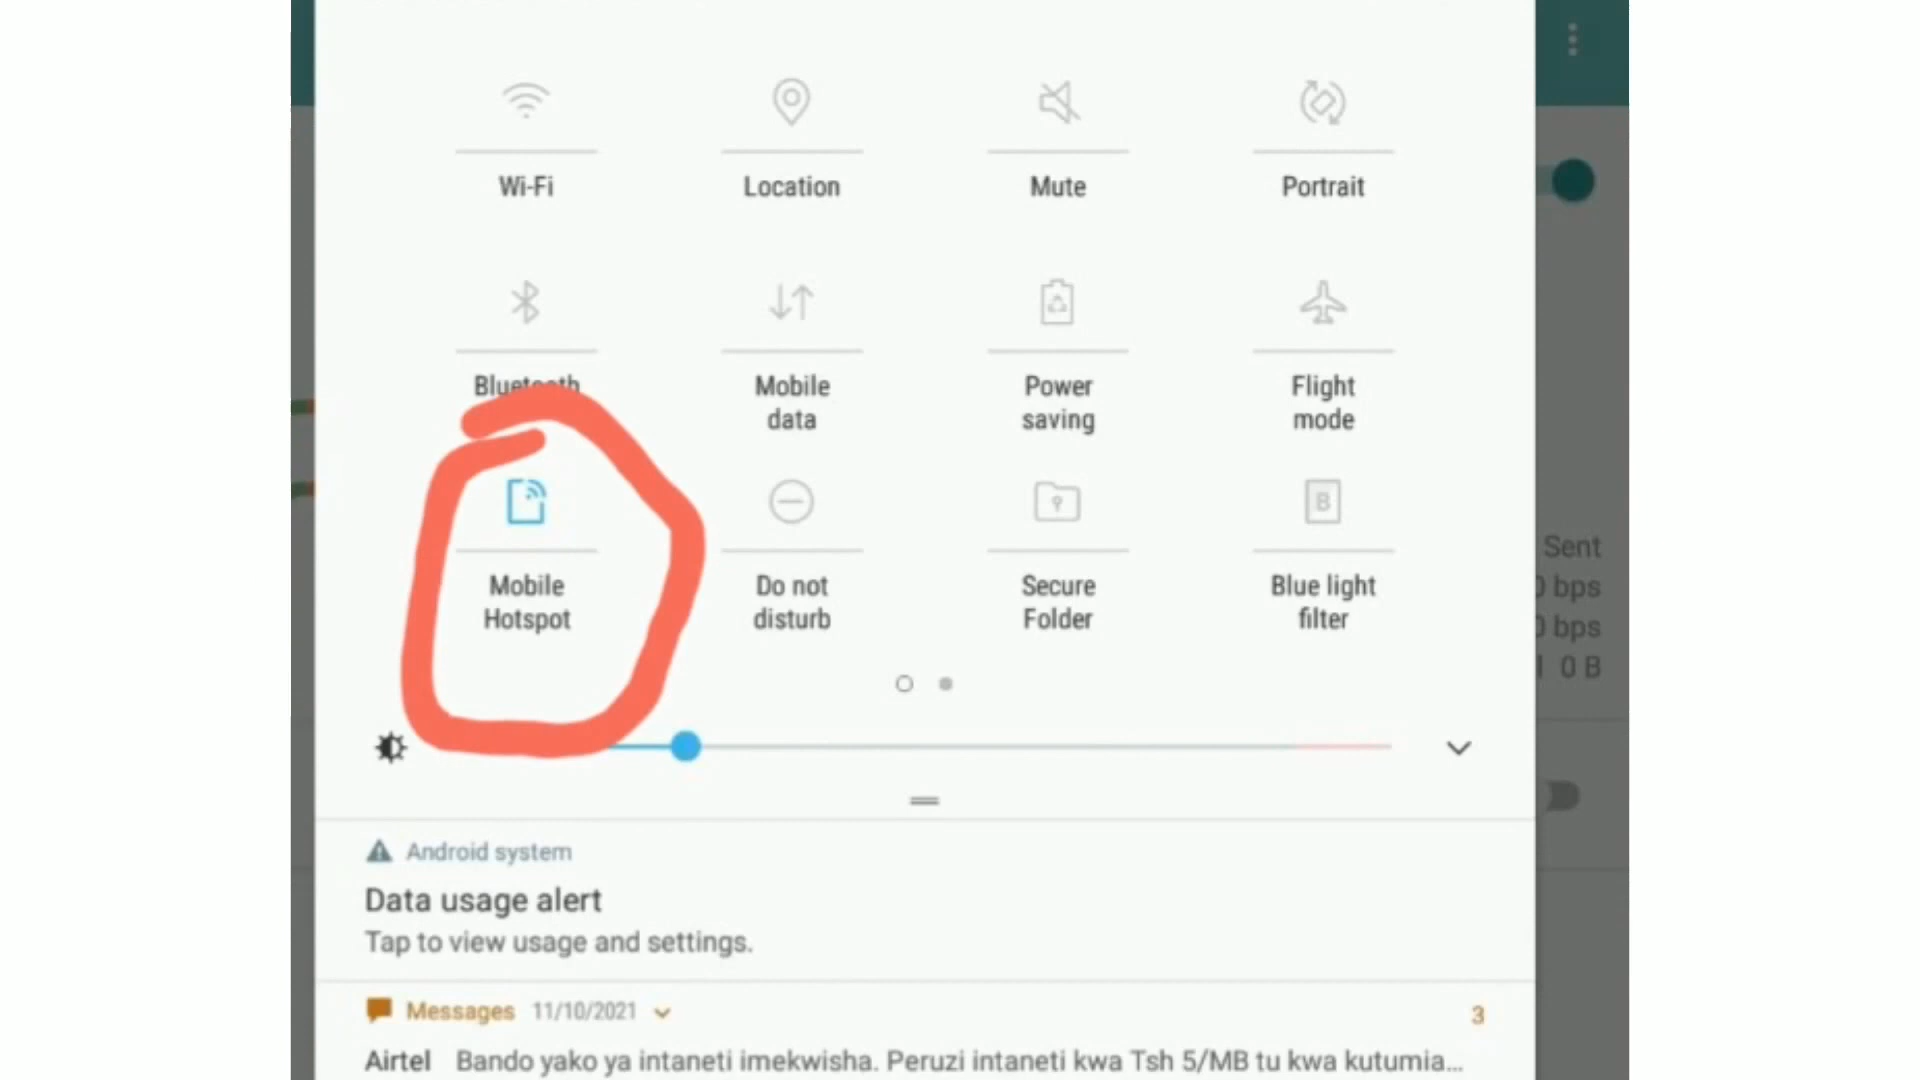 Wi-Fi Location Mute Portrait
Bluetooth Mobile data Power saving Flight mode
B
Mobile Hotspot Do not disturb Secure Folder Blue light filter
Sent
0 bps
0 bps
0 B
Android system
Data usage alert
Tap to view usage and settings.
Messages 11/10/2021 3
Airtel Bando yako ya intaneti imekwisha. Peruzi intaneti kwa Tsh 5/MB tu kwa kutumia...